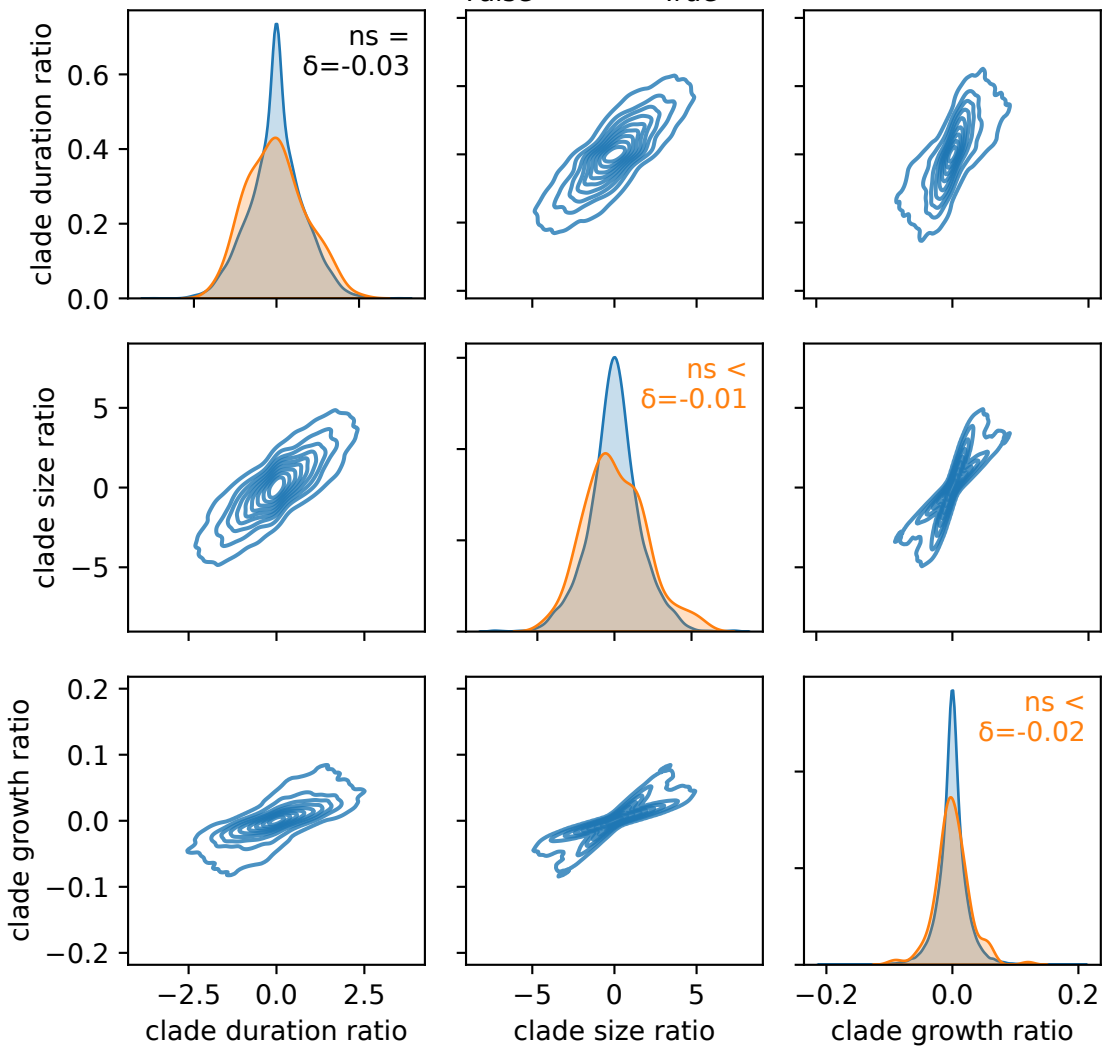 ns =
δ=-0.03
clade duration ratio
0.6
0.4
0.2
0.0
ns <
δ=-0.01
clade size ratio
5
0
−5
ns <
δ=-0.02
clade growth ratio
0.2
0.1
0.0
−0.1
−0.2
−2.5 0.0 2.5
−5 0 5
−0.2 0.0 0.2
clade duration ratio
clade size ratio
clade growth ratio